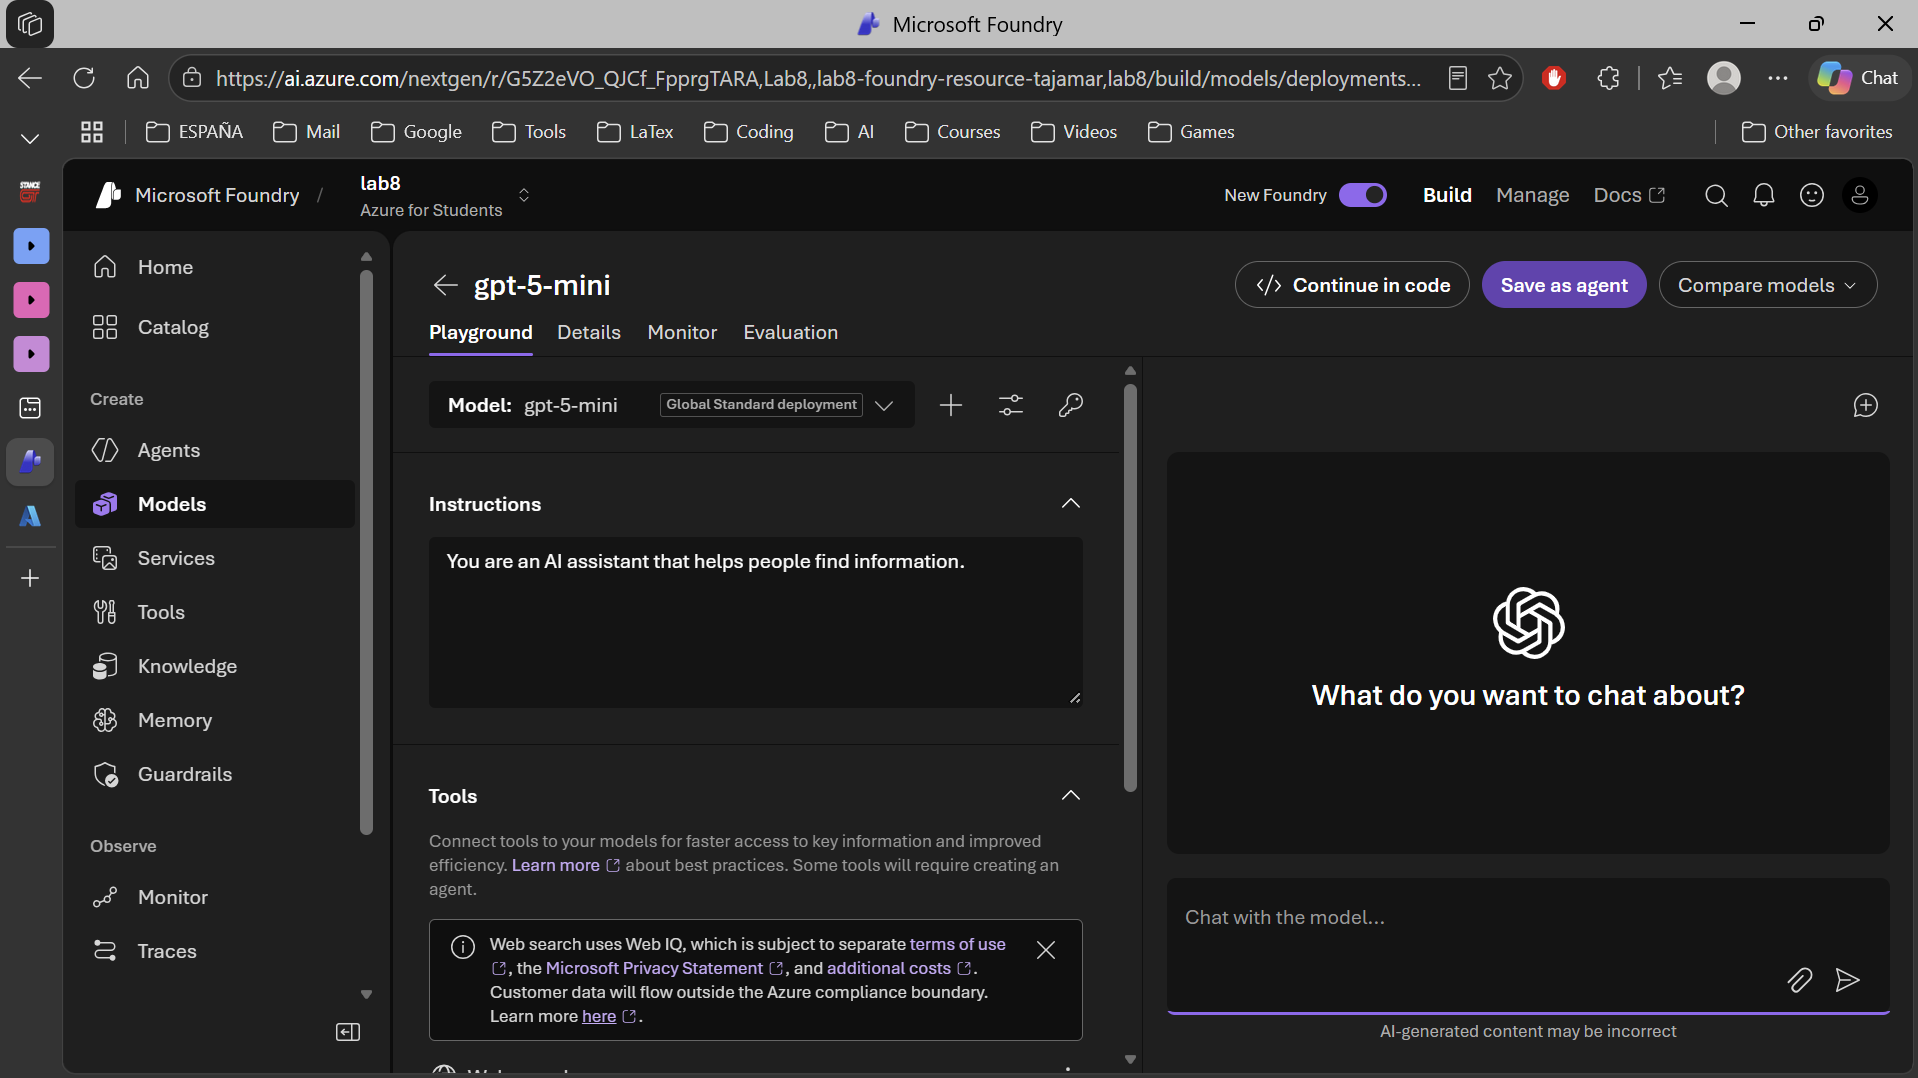 Microsoft Foundry
https://ai.azure.com/nextgen/r/G5Z2eVO_QJCf_FpprgTARA,Lab8,,lab8-foundry-resource-tajamar,lab8/build/models/deployments...
Chat
ESPAÑA
Mail
Google
Tools
LaTex
Coding
AI
Courses
Videos
Games
Other favorites
STANCE
Microsoft Foundry /
lab8
Azure for Students
New Foundry
Build
Manage
Docs
Home
Catalog
Create
Agents
Models
Services
Tools
Knowledge
Memory
Guardrails
Observe
Monitor
Traces
gpt-5-mini
Continue in code
Save as agent
Compare models
Playground
Details
Monitor
Evaluation
Model: gpt-5-mini
Global Standard deployment
Instructions
You are an AI assistant that helps people find information.
Tools
Connect tools to your models for faster access to key information and improved
efficiency. Learn more about best practices. Some tools will require creating an
agent.
Web search uses Web IQ, which is subject to separate terms of use
, the Microsoft Privacy Statement , and additional costs .
Customer data will flow outside the Azure compliance boundary.
Learn more here .
What do you want to chat about?
Chat with the model...
AI-generated content may be incorrect